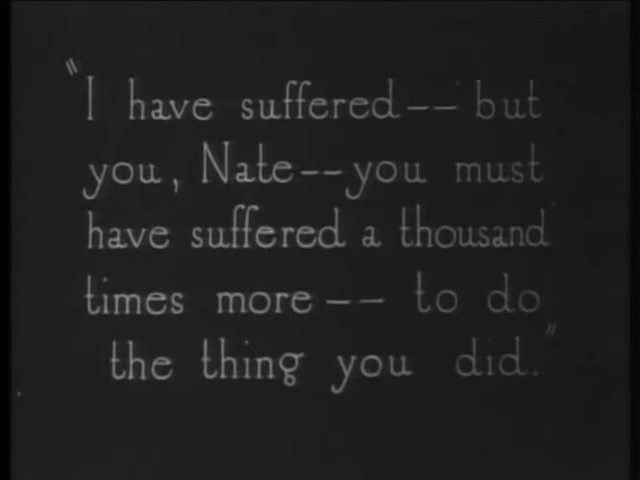 "I have suffered -- but
you, Nate -- you must
have suffered a thousand
times more -- to do
the thing you did."